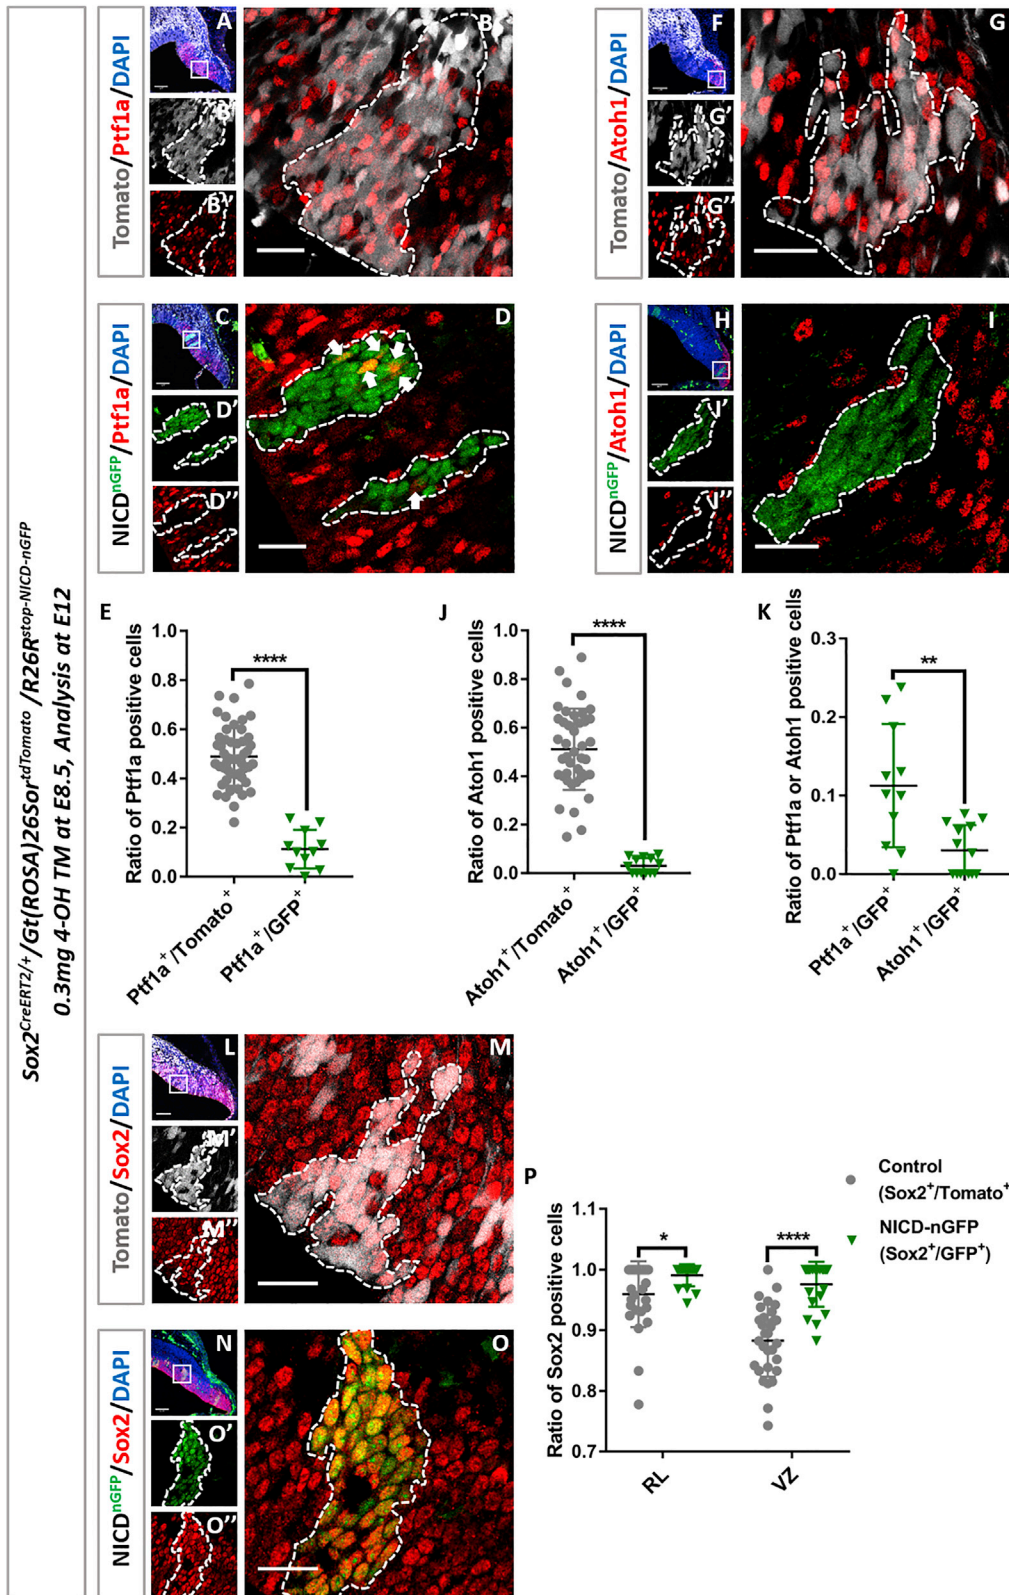 Sox2CreERT2/+/Gt(ROSA)26SortdTomato/R26Rstop-NICD-nGFP
0.3mg 4-OH TM at E8.5, Analysis at E12
Tomato/Ptf1a/DAPI
A
B
B'
B''
Tomato/Atoh1/DAPI
F
G
G'
G''
NICDnGFP/Ptf1a/DAPI
C
D
D'
D''
NICDnGFP/Atoh1/DAPI
H
I
I'
I''
E
Ratio of Ptf1a positive cells
1.0
0.8
0.6
0.4
0.2
0.0
****
Ptf1a+/Tomato+
Ptf1a+/GFP+
J
Ratio of Atoh1 positive cells
1.0
0.8
0.6
0.4
0.2
0.0
****
Atoh1+/Tomato+
Atoh1+/GFP+
K
Ratio of Ptf1a or Atoh1 positive cells
0.3
0.2
0.1
0.0
**
Ptf1a+/GFP+
Atoh1+/GFP+
Tomato/Sox2/DAPI
L
M
M'
M''
NICDnGFP/Sox2/DAPI
N
O
O'
O''
P
Ratio of Sox2 positive cells
1.1
1.0
0.9
0.8
0.7
*
****
RL
VZ
Control
(Sox2+/Tomato+
NICD-nGFP
(Sox2+/GFP+)